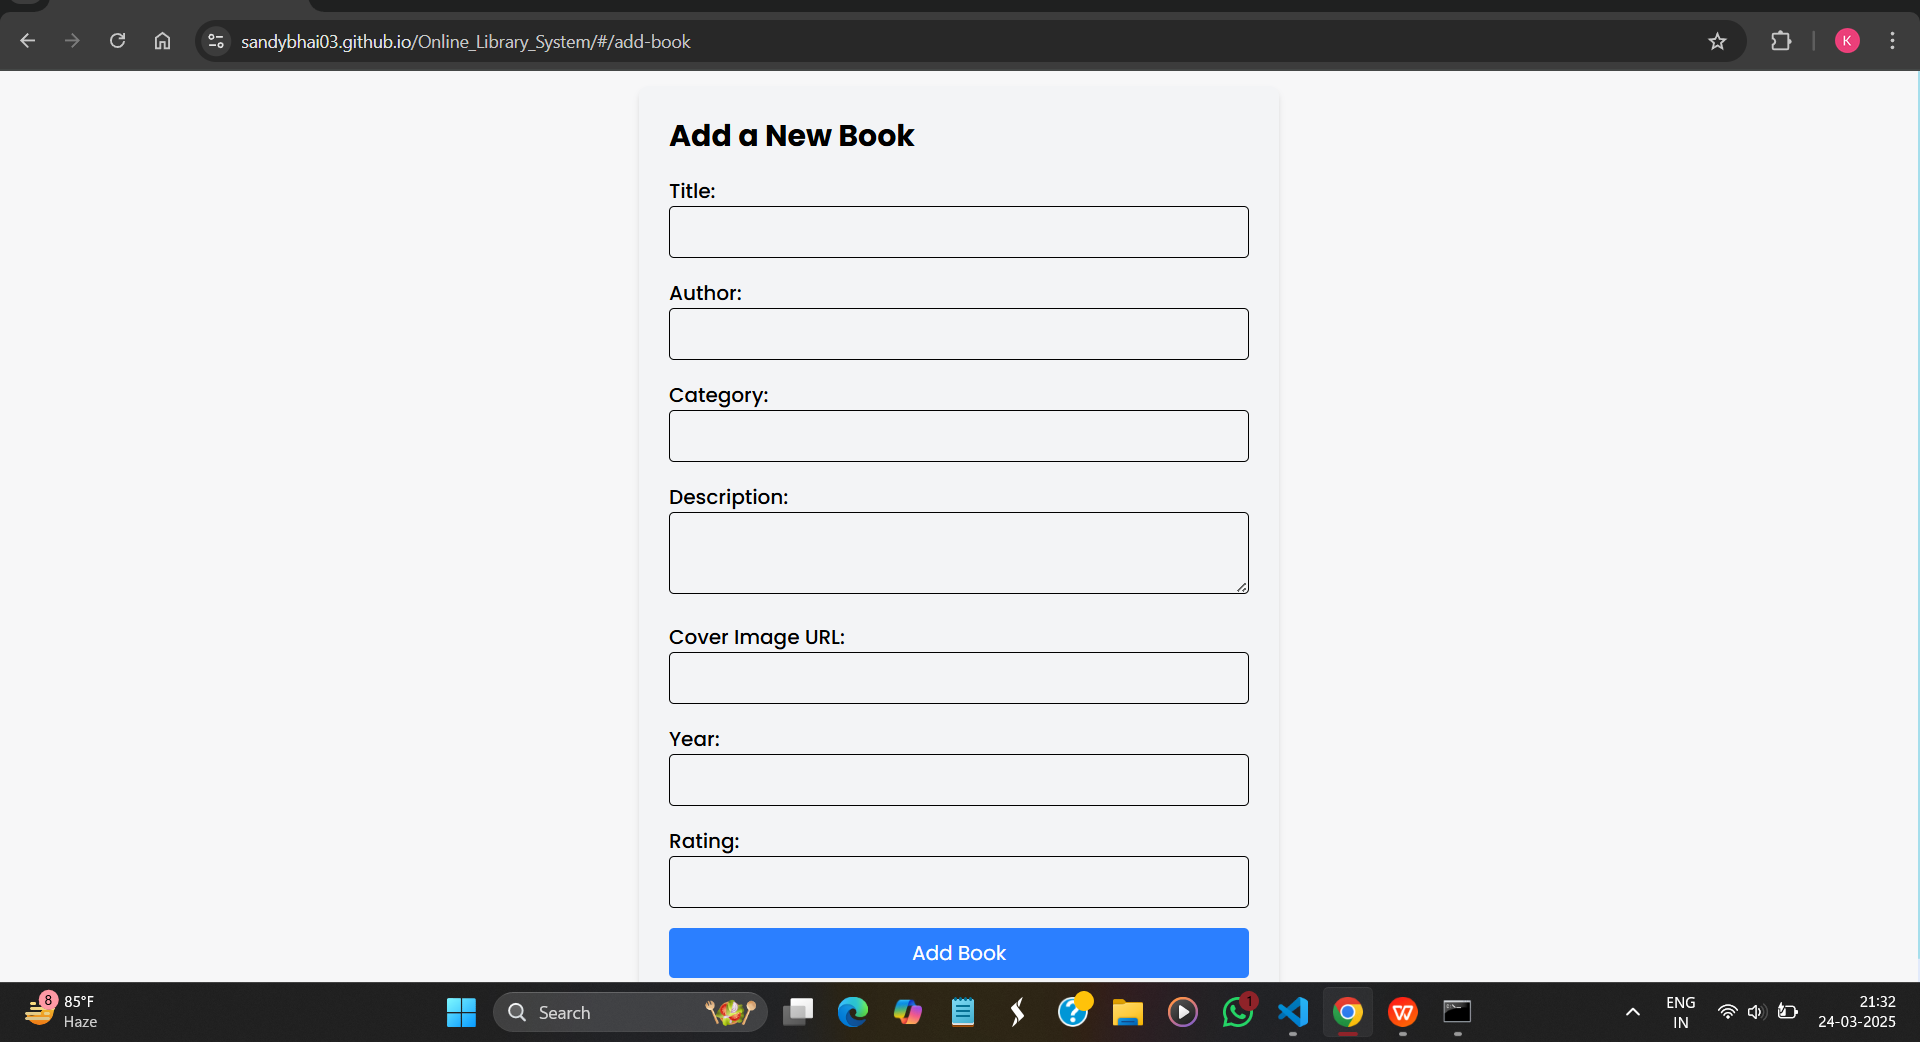 sandybhai03.github.io/Online_Library_System/#/add-book
K
Add a New Book
Title:
Author:
Category:
Description:
Cover Image URL:
Year:
Rating:
Add Book
8
85°F
Haze
Search
1
ENG
IN
21:32
24-03-2025